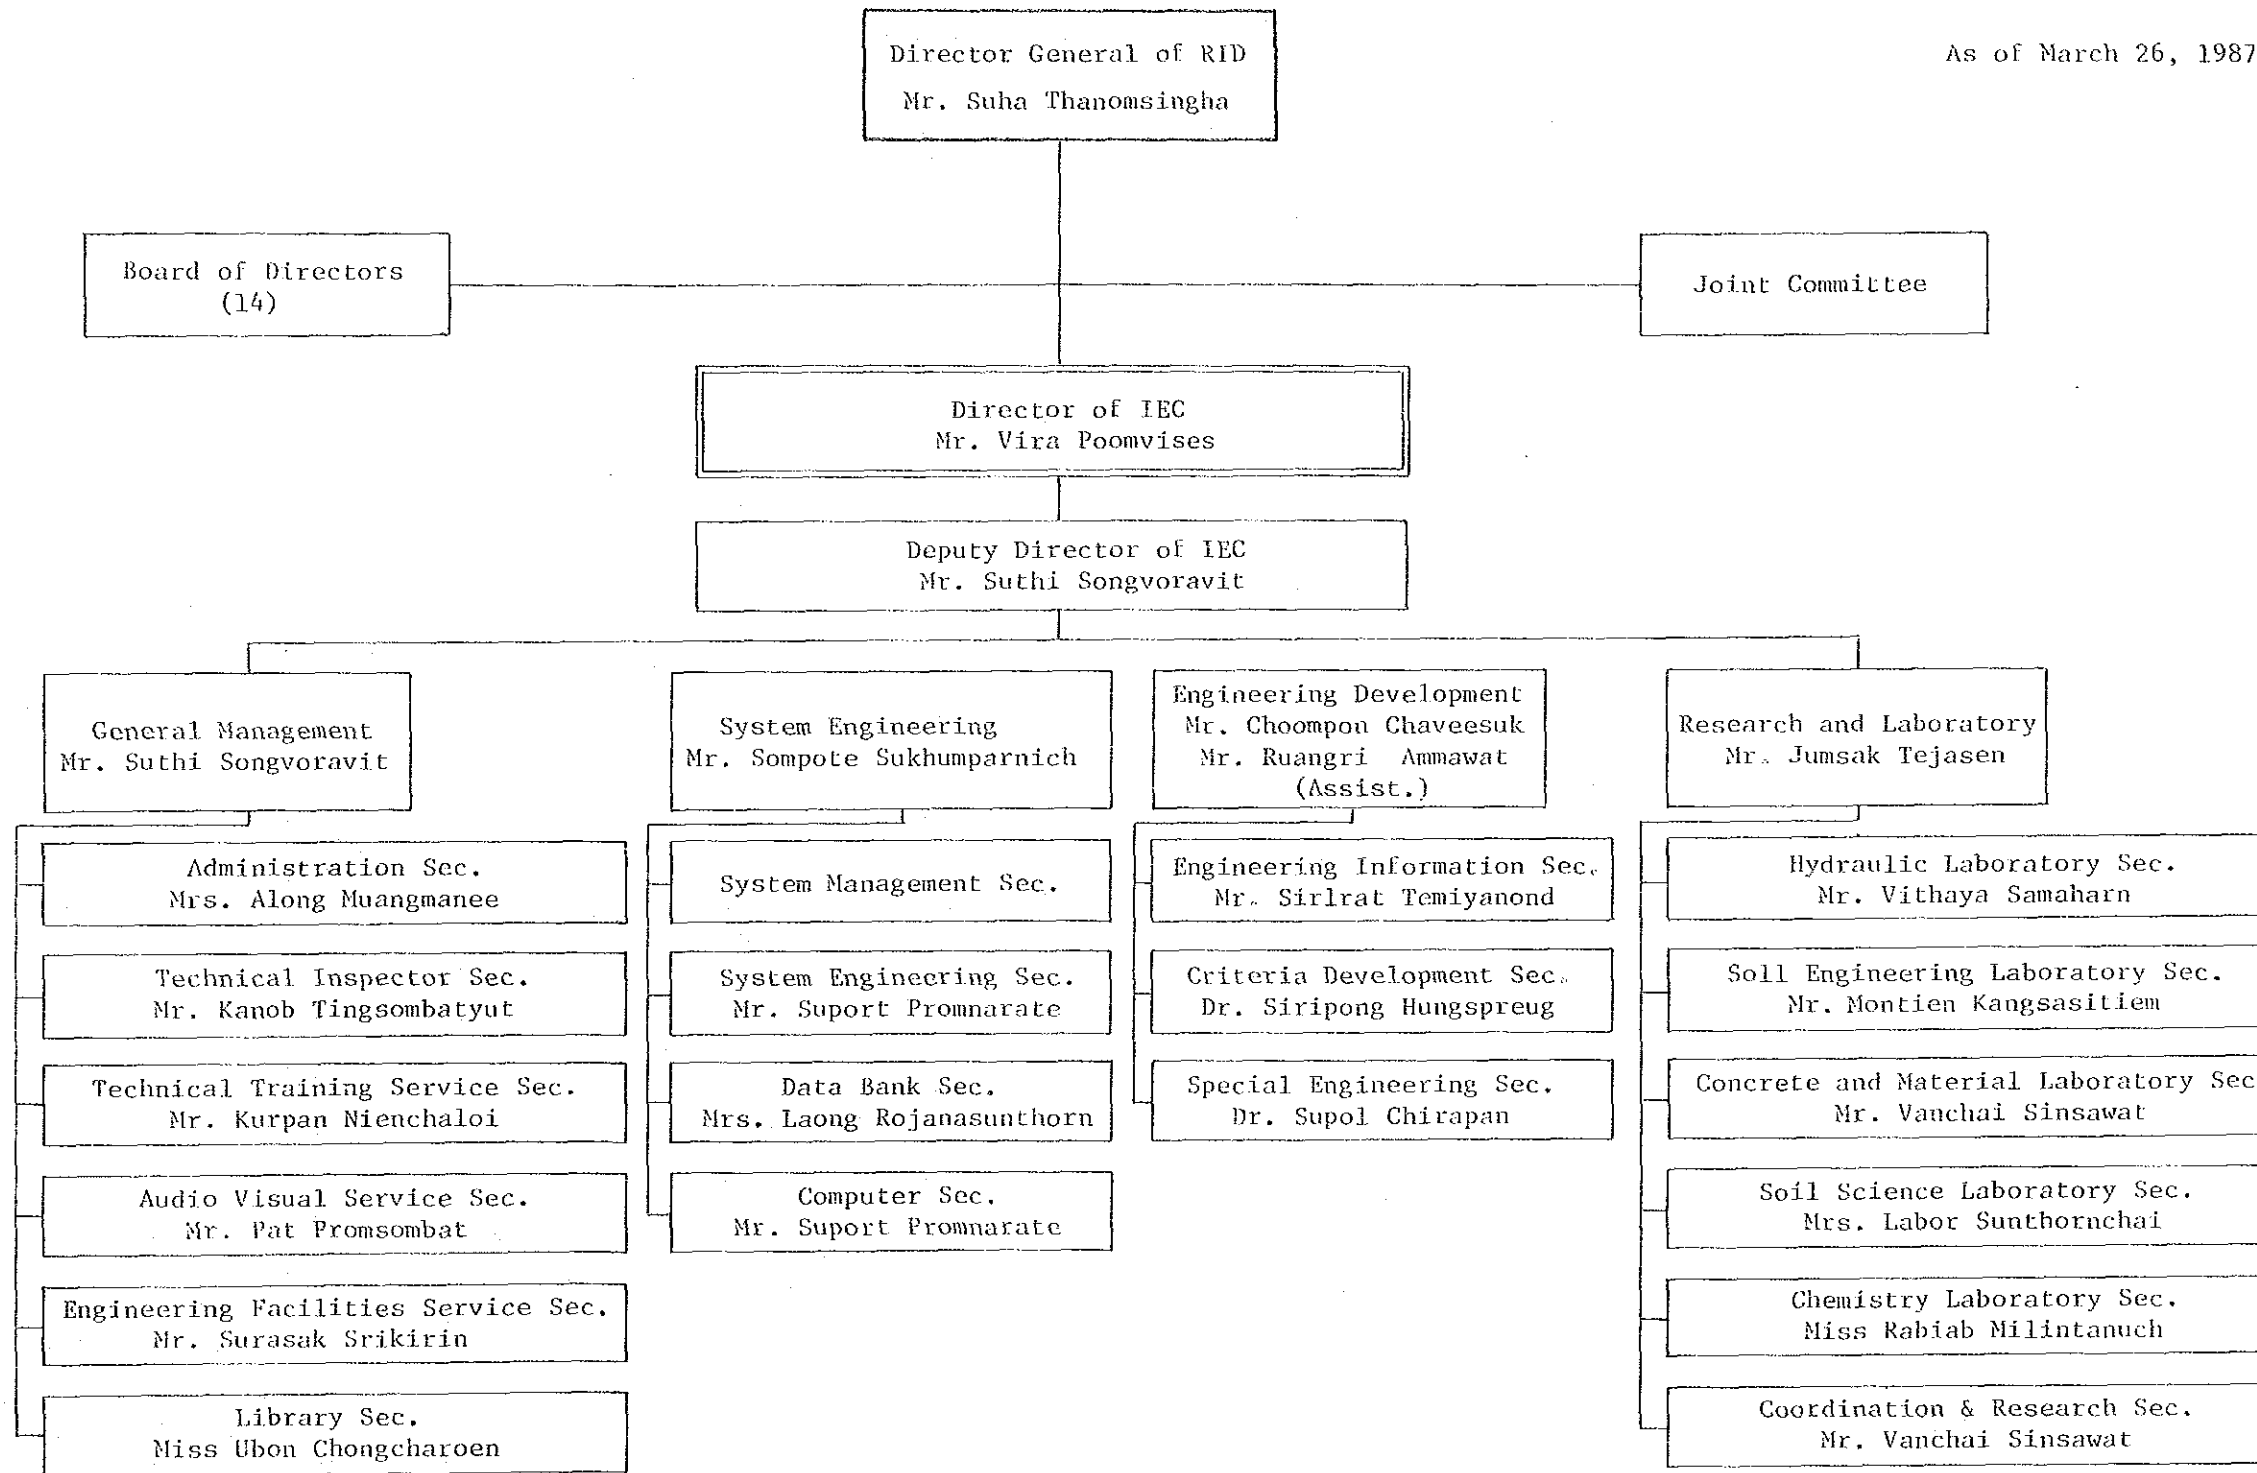 As of March 26, 1987
Director General of RID
Mr. Suha Thanomsingha
Board of Directors
(14)
Joint Committee
Director of IEC
Mr. Vira Poomvises
Deputy Director of IEC
Mr. Suthi Songvoravit
General Management
Mr. Suthi Songvoravit
Administration Sec.
Mrs. Along Muangmanee
Technical Inspector Sec.
Mr. Kanob Tingsombatyut
Technical Training Service Sec.
Mr. Kurpan Nienchaloi
Audio Visual Service Sec.
Mr. Pat Promsombat
Engineering Facilities Service Sec.
Mr. Surasak Srikirin
Library Sec.
Miss Ubon Chongcharoen
System Engineering
Mr. Sompote Sukhumparnich
System Management Sec.
System Engineering Sec.
Mr. Suport Promnarate
Data Bank Sec.
Mrs. Laong Rojanasunthorn
Computer Sec.
Mr. Suport Promnarate
Engineering Development
Mr. Choompon Chaveesuk
Mr. Ruangri Ammawat
(Assist.)
Engineering Information Sec.
Mr. Sirlrat Temiyanond
Criteria Development Sec.
Dr. Siripong Hungspreug
Special Engineering Sec.
Dr. Supol Chirapan
Research and Laboratory
Mr. Jumsak Tejasen
Hydraulic Laboratory Sec.
Mr. Vithaya Samaharn
Soll Engineering Laboratory Sec.
Mr. Montien Kangsasitiem
Concrete and Material Laboratory Sec
Mr. Vanchai Sinsawat
Soil Science Laboratory Sec.
Mrs. Labor Sunthornchai
Chemistry Laboratory Sec.
Miss Rabiab Milintanuch
Coordination & Research Sec.
Mr. Vanchai Sinsawat